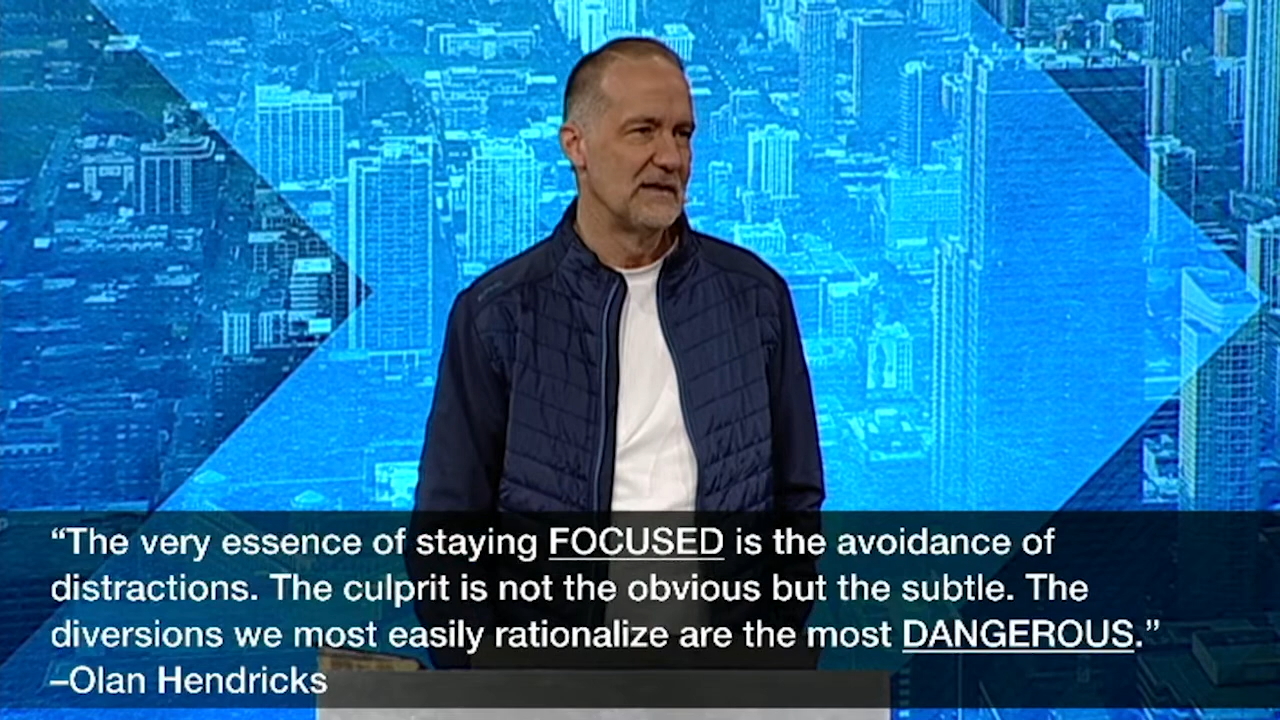 “The very essence of staying FOCUSED is the avoidance of
distractions. The culprit is not the obvious but the subtle. The
diversions we most easily rationalize are the most DANGEROUS.”
–Olan Hendricks